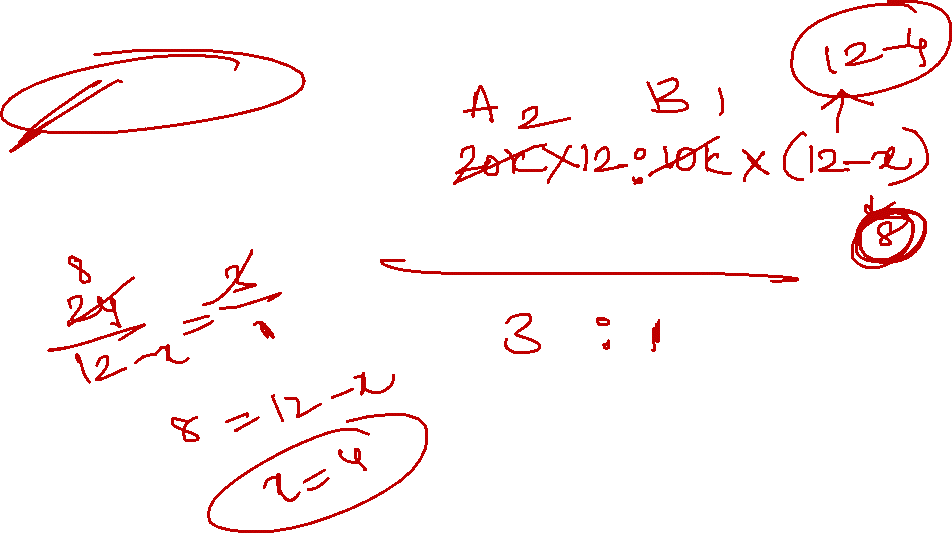 12-4
A 2 B 1
20k×12:10k×(12-x)
8
8
24/12-x = 3/1
3 : 1
8=12-x
x=4